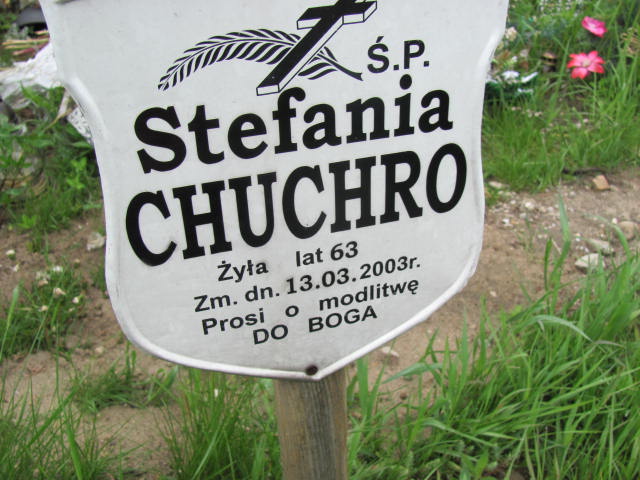 Ś.P.
Stefania
CHUCHRO
Żyła lat 63
Zm. dn. 13.03.2003r.
Prosi o modlitwę
DO BOGA